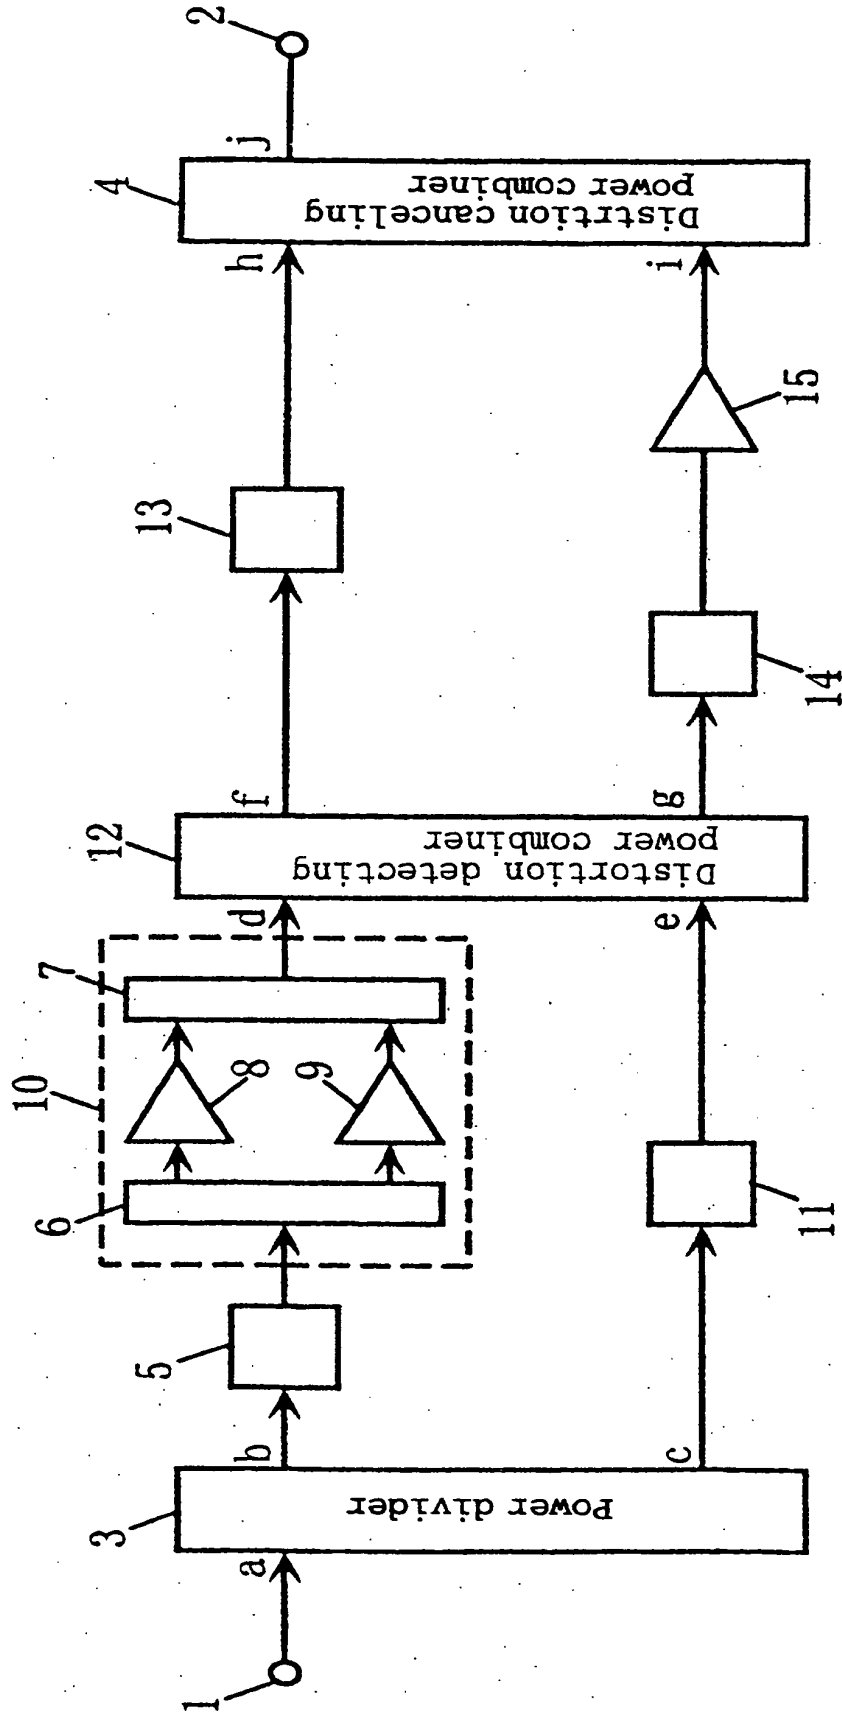 1
a
3
Power divider
b
c
5
6
10
7
8
9
11
d
e
12
Distortion detecting
power combiner
f
g
13
14
15
h
i
4
Distrtion canceling
power combiner
j
2